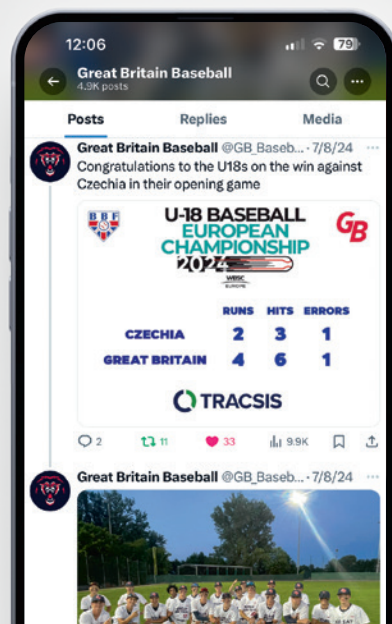 12:06
79
Great Britain Baseball
4.9K posts
Posts Replies Media
Great Britain Baseball @GB_Baseb... · 7/8/24 ...
Congratulations to the U18s on the win against
Czechia in their opening game
BBF
GB
U-18 BASEBALL
EUROPEAN
CHAMPIONSHIP
2024
WBSC
EUROPE
RUNS HITS ERRORS
CZECHIA 2 3 1
GREAT BRITAIN 4 6 1
TRACSIS
2 11 33 9.9K
Great Britain Baseball @GB_Baseb... · 7/8/24 ...